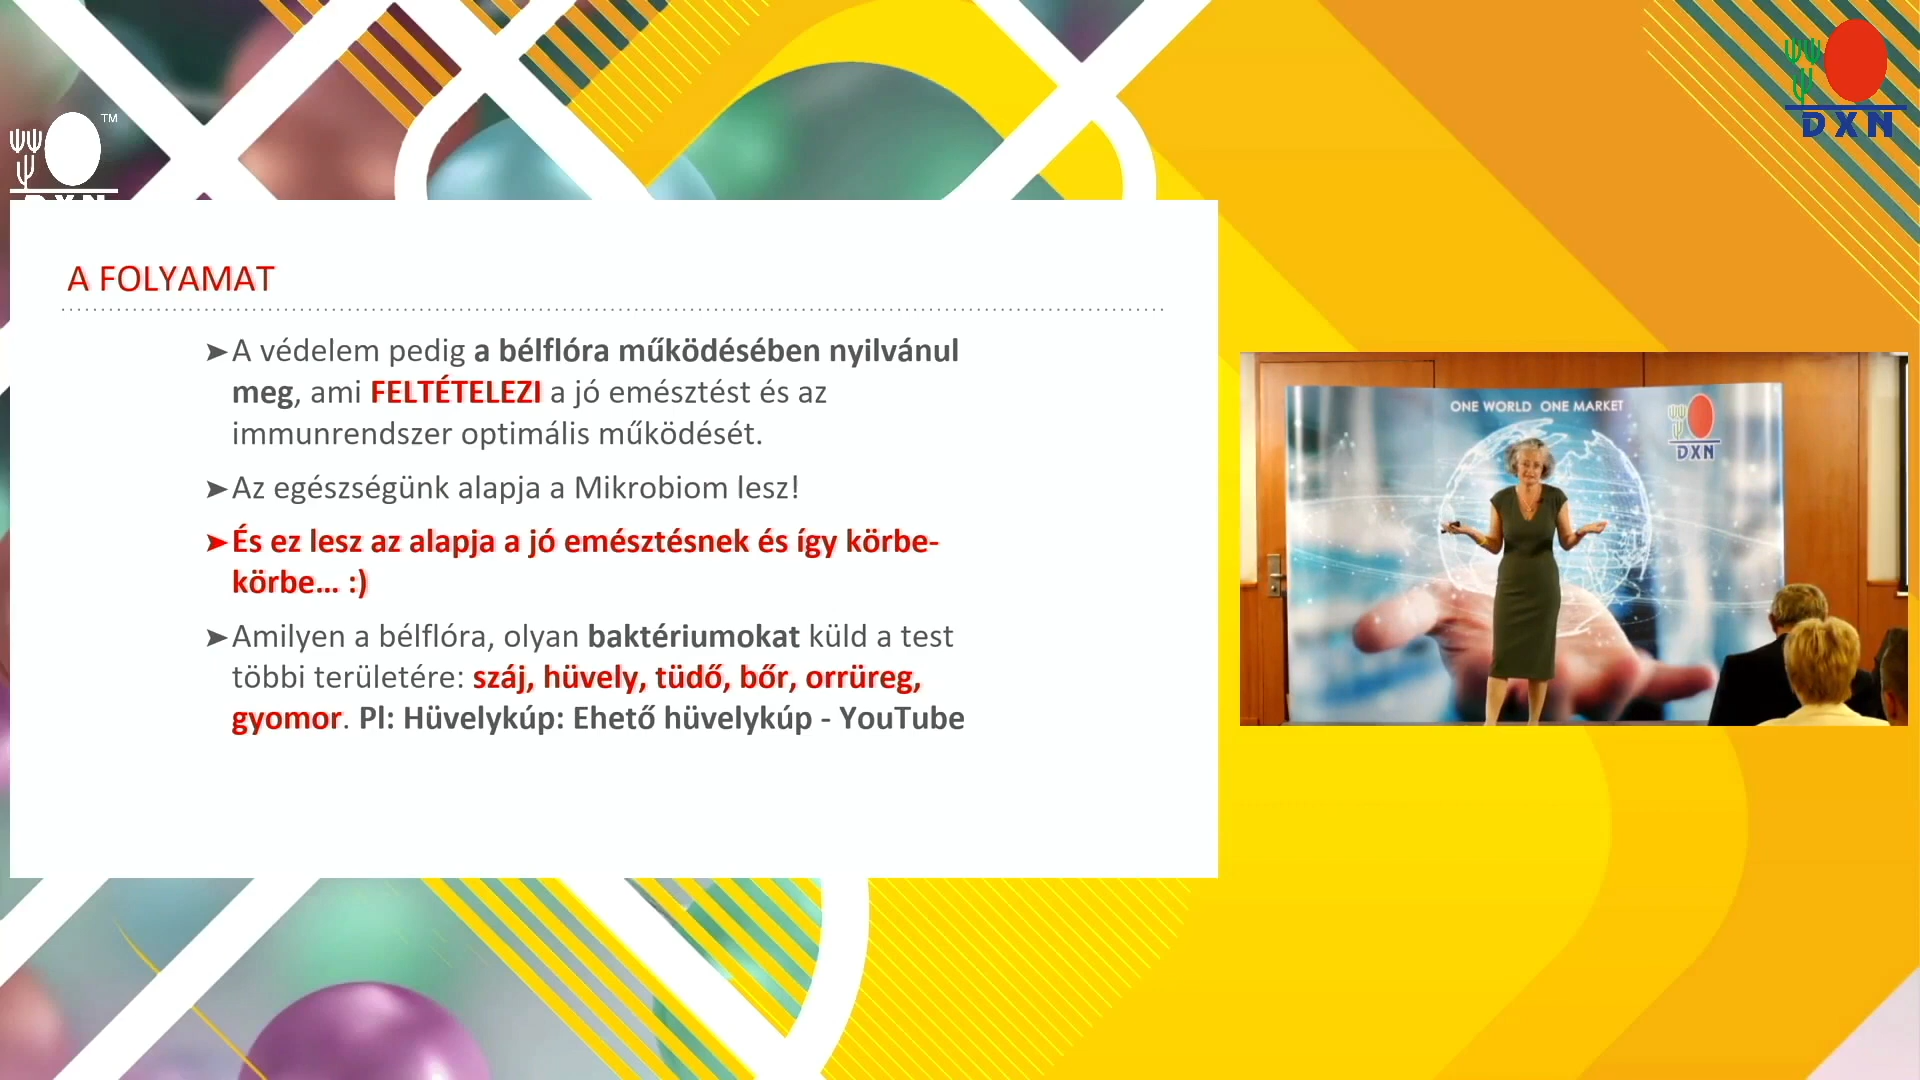 TM
DXN
DXN
A FOLYAMAT
➤A védelem pedig a bélflóra működésében nyilvánul
meg, ami FELTÉTELEZI a jó emésztést és az
immunrendszer optimális működését.
➤Az egészségünk alapja a Mikrobiom lesz!
➤És ez lesz az alapja a jó emésztésnek és így körbe-
körbe... :)
➤Amilyen a bélflóra, olyan baktériumokat küld a test
többi területére: száj, hüvely, tüdő, bőr, orrüreg,
gyomor. Pl: Hüvelykúp: Ehető hüvelykúp - YouTube
ONE WORLD ONE MARKET
DXN